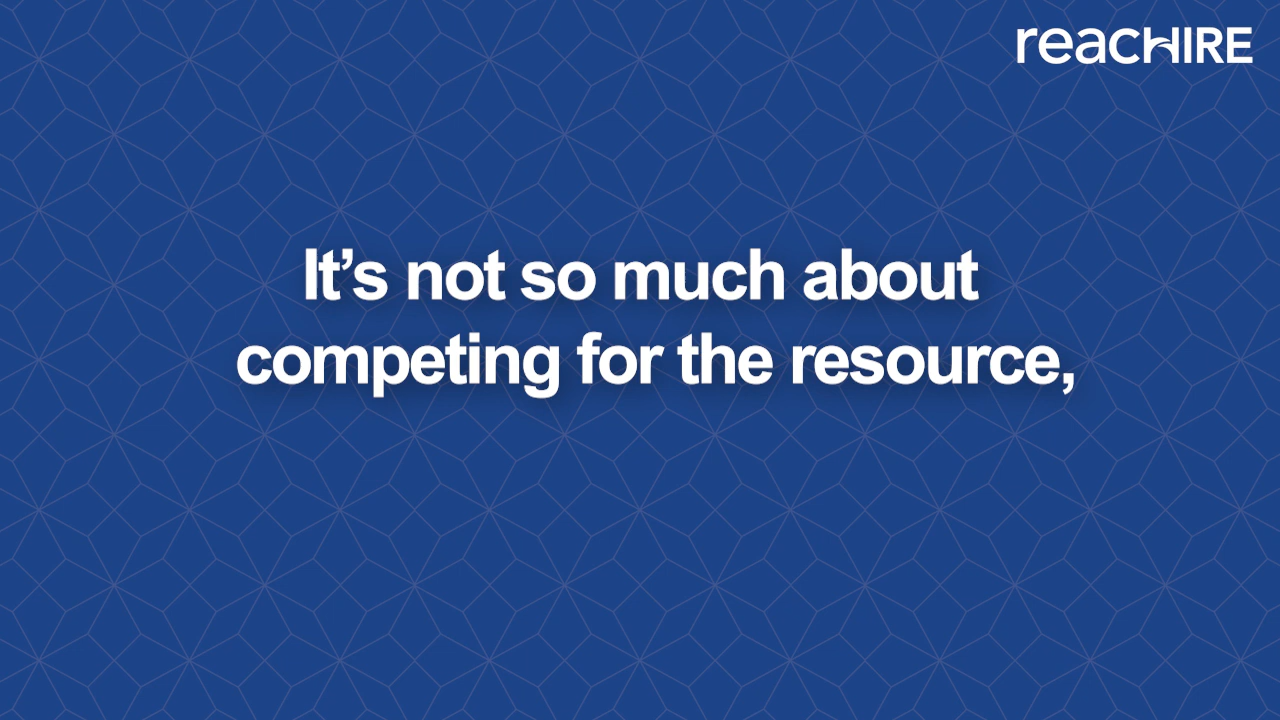 reacHIRE
It’s not so much about
competing for the resource,